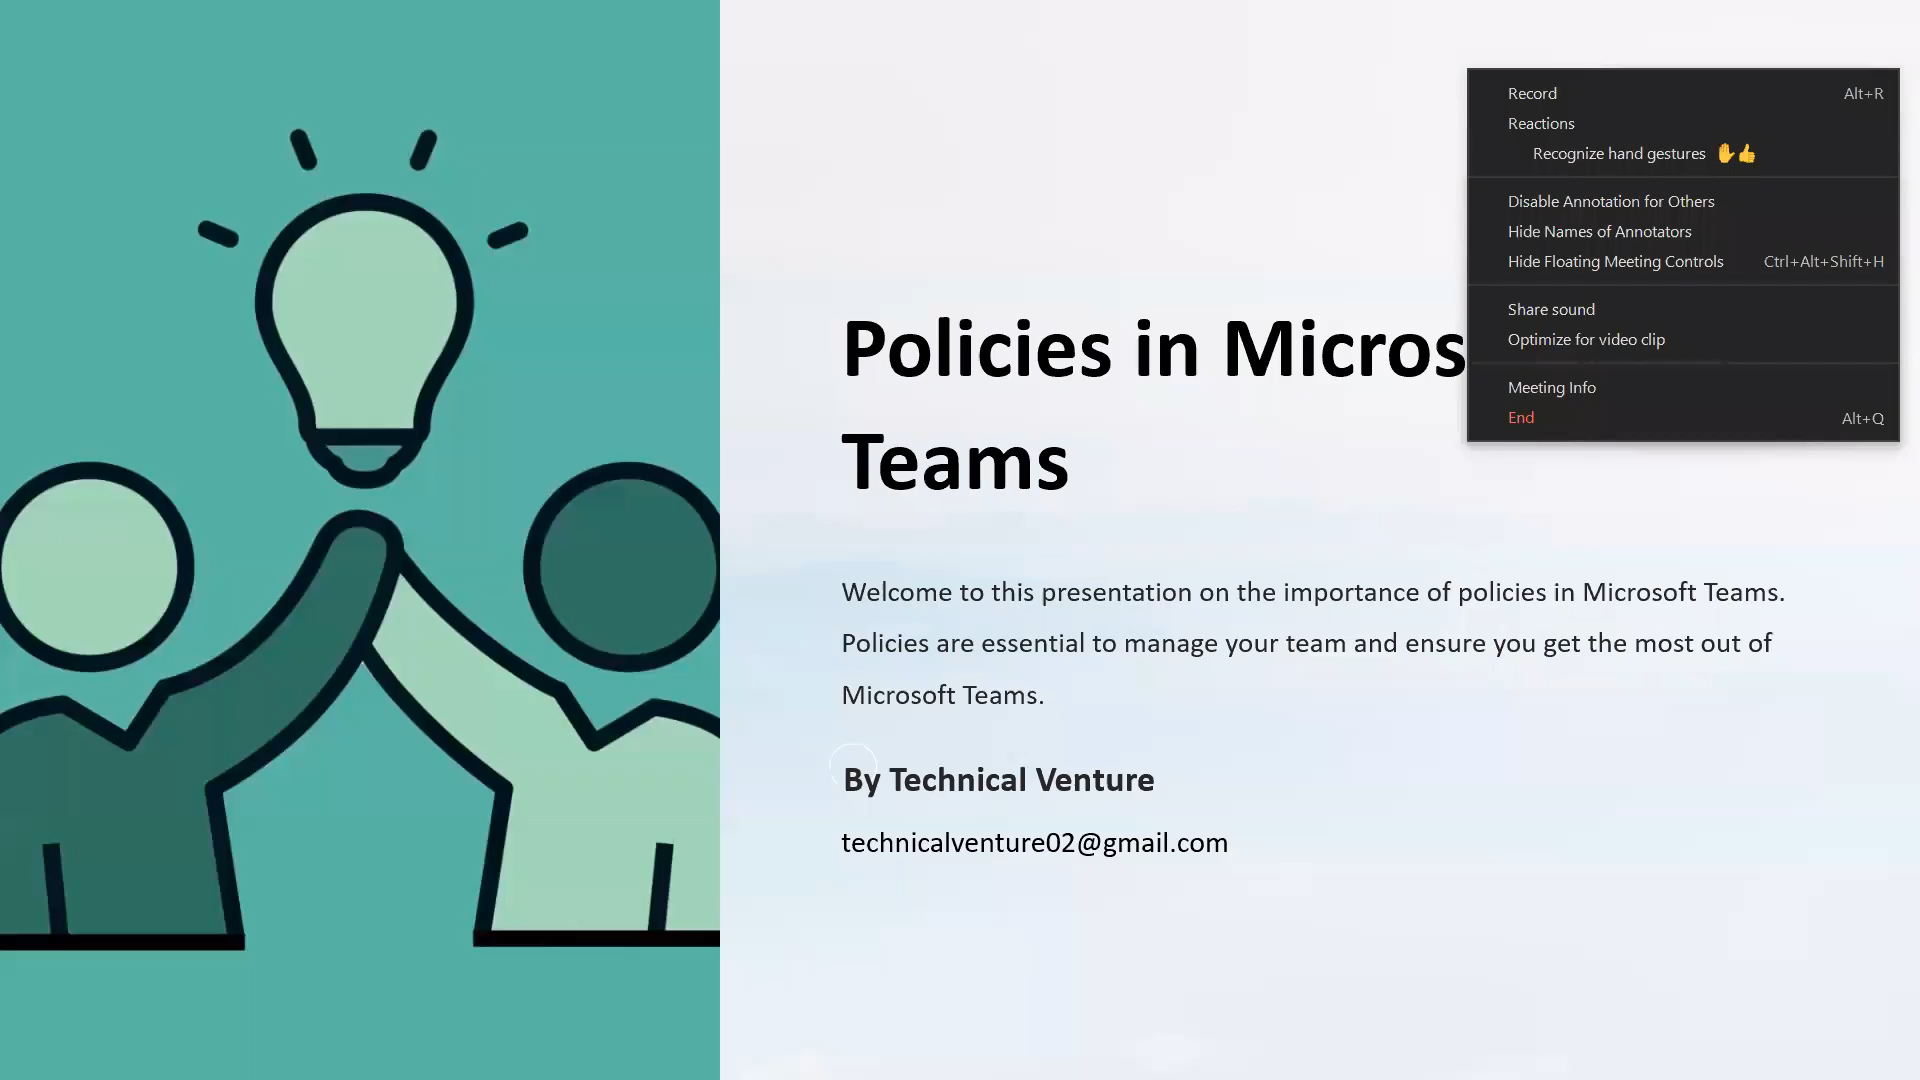 Policies in Micros
Teams
Welcome to this presentation on the importance of policies in Microsoft Teams.
Policies are essential to manage your team and ensure you get the most out of
Microsoft Teams.
By Technical Venture
technicalventure02@gmail.com
Record Alt+R
Reactions
Recognize hand gestures ✋👍
Disable Annotation for Others
Hide Names of Annotators
Hide Floating Meeting Controls Ctrl+Alt+Shift+H
Share sound
Optimize for video clip
Meeting Info
End Alt+Q